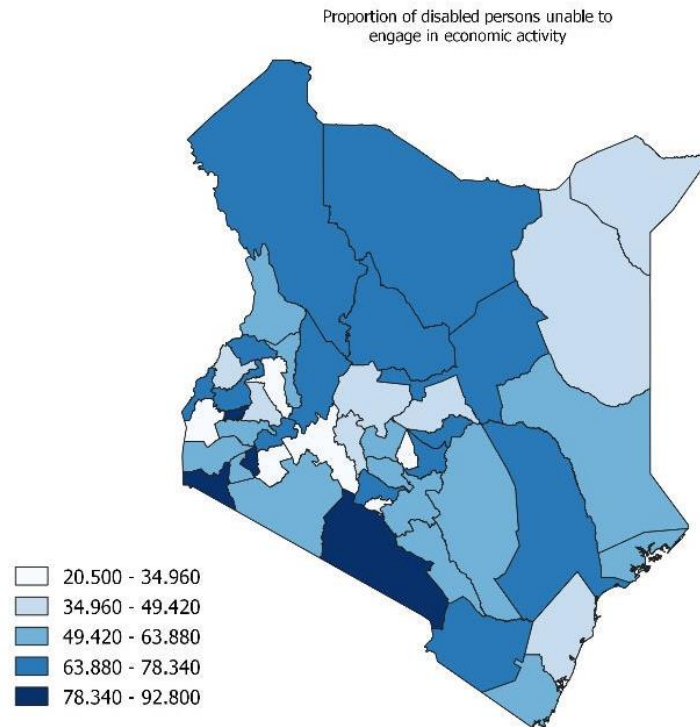 Proportion of disabled persons unable to
engage in economic activity
20.500 - 34.960
34.960 - 49.420
49.420 - 63.880
63.880 - 78.340
78.340 - 92.800